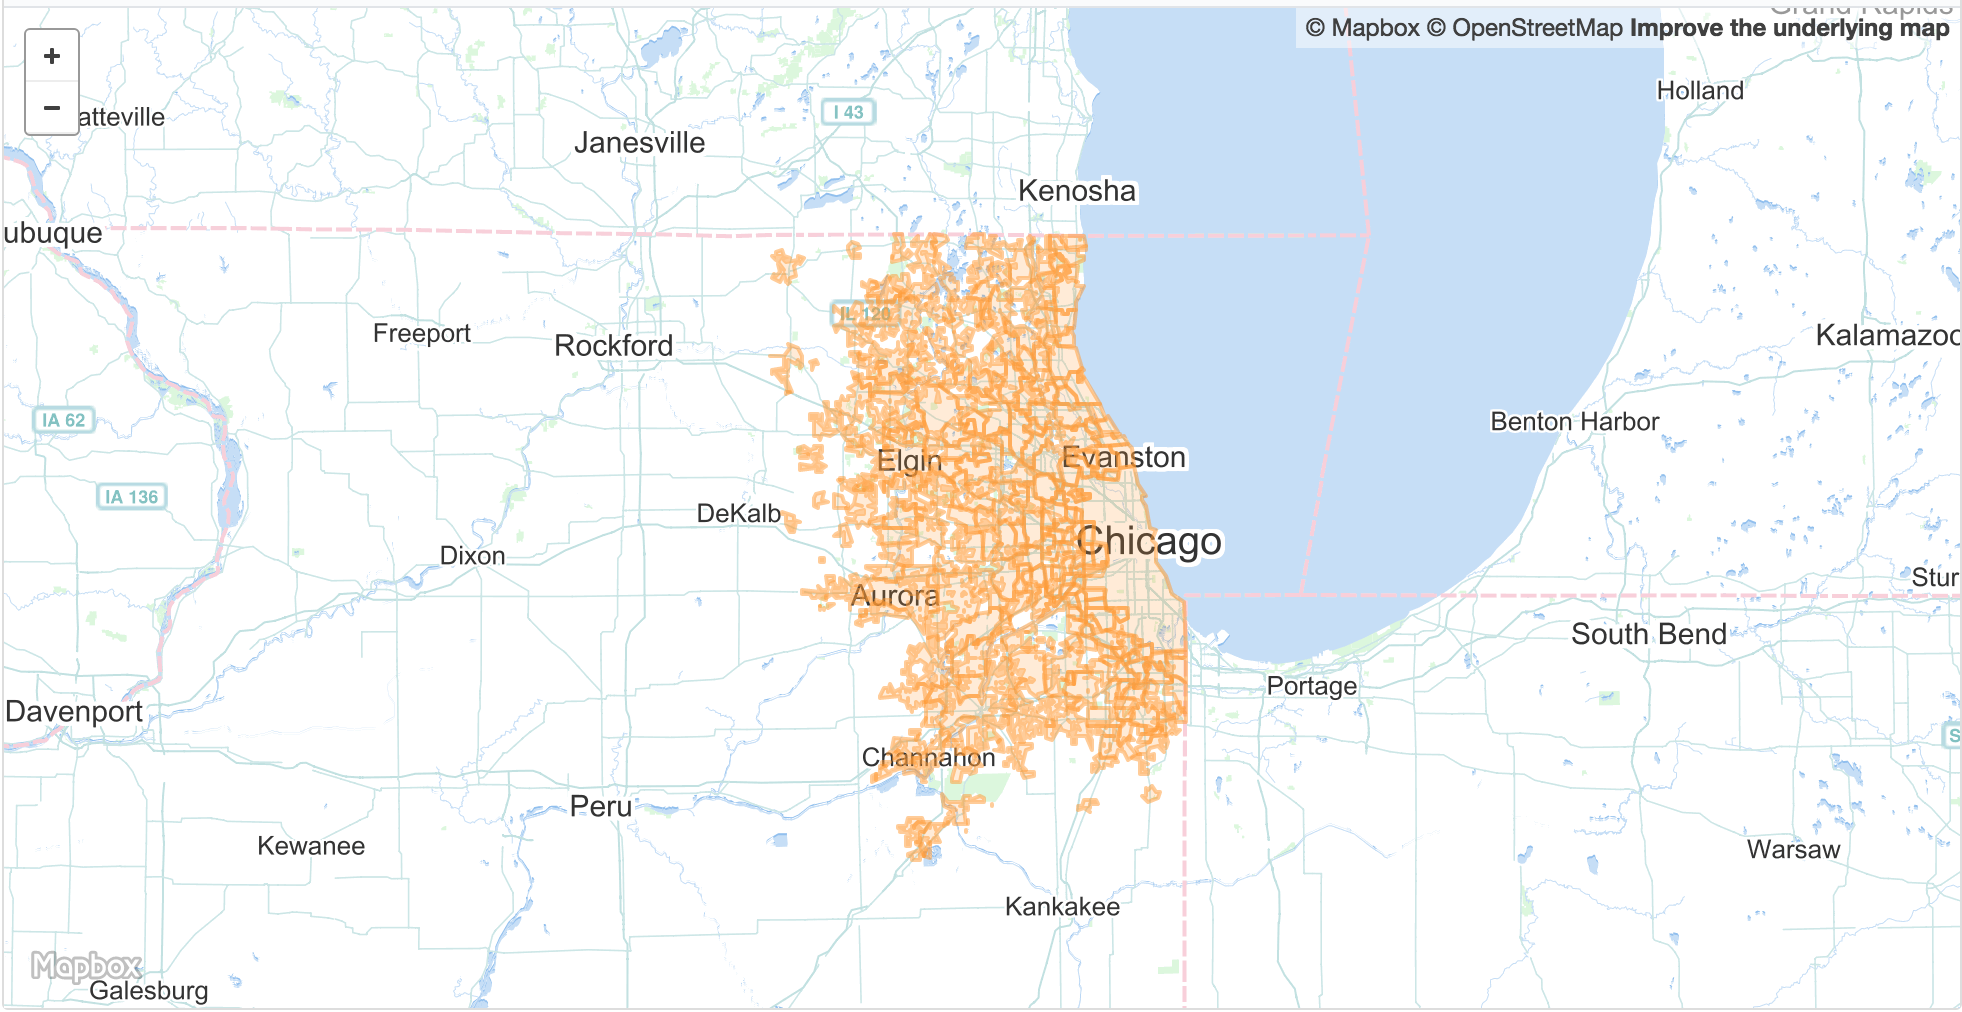 Grand Rapids
© Mapbox © OpenStreetMap Improve the underlying map
+
−
Holland
atteville
I 43
Janesville
Kenosha
ubuque
IL 120
Freeport
Rockford
Kalamazoo
IA 62
Benton Harbor
Elgin
Evanston
IA 136
DeKalb
Chicago
Dixon
Stur
Aurora
South Bend
Portage
Davenport
S
Channahon
Peru
Kewanee
Warsaw
Kankakee
Mapbox
Galesburg